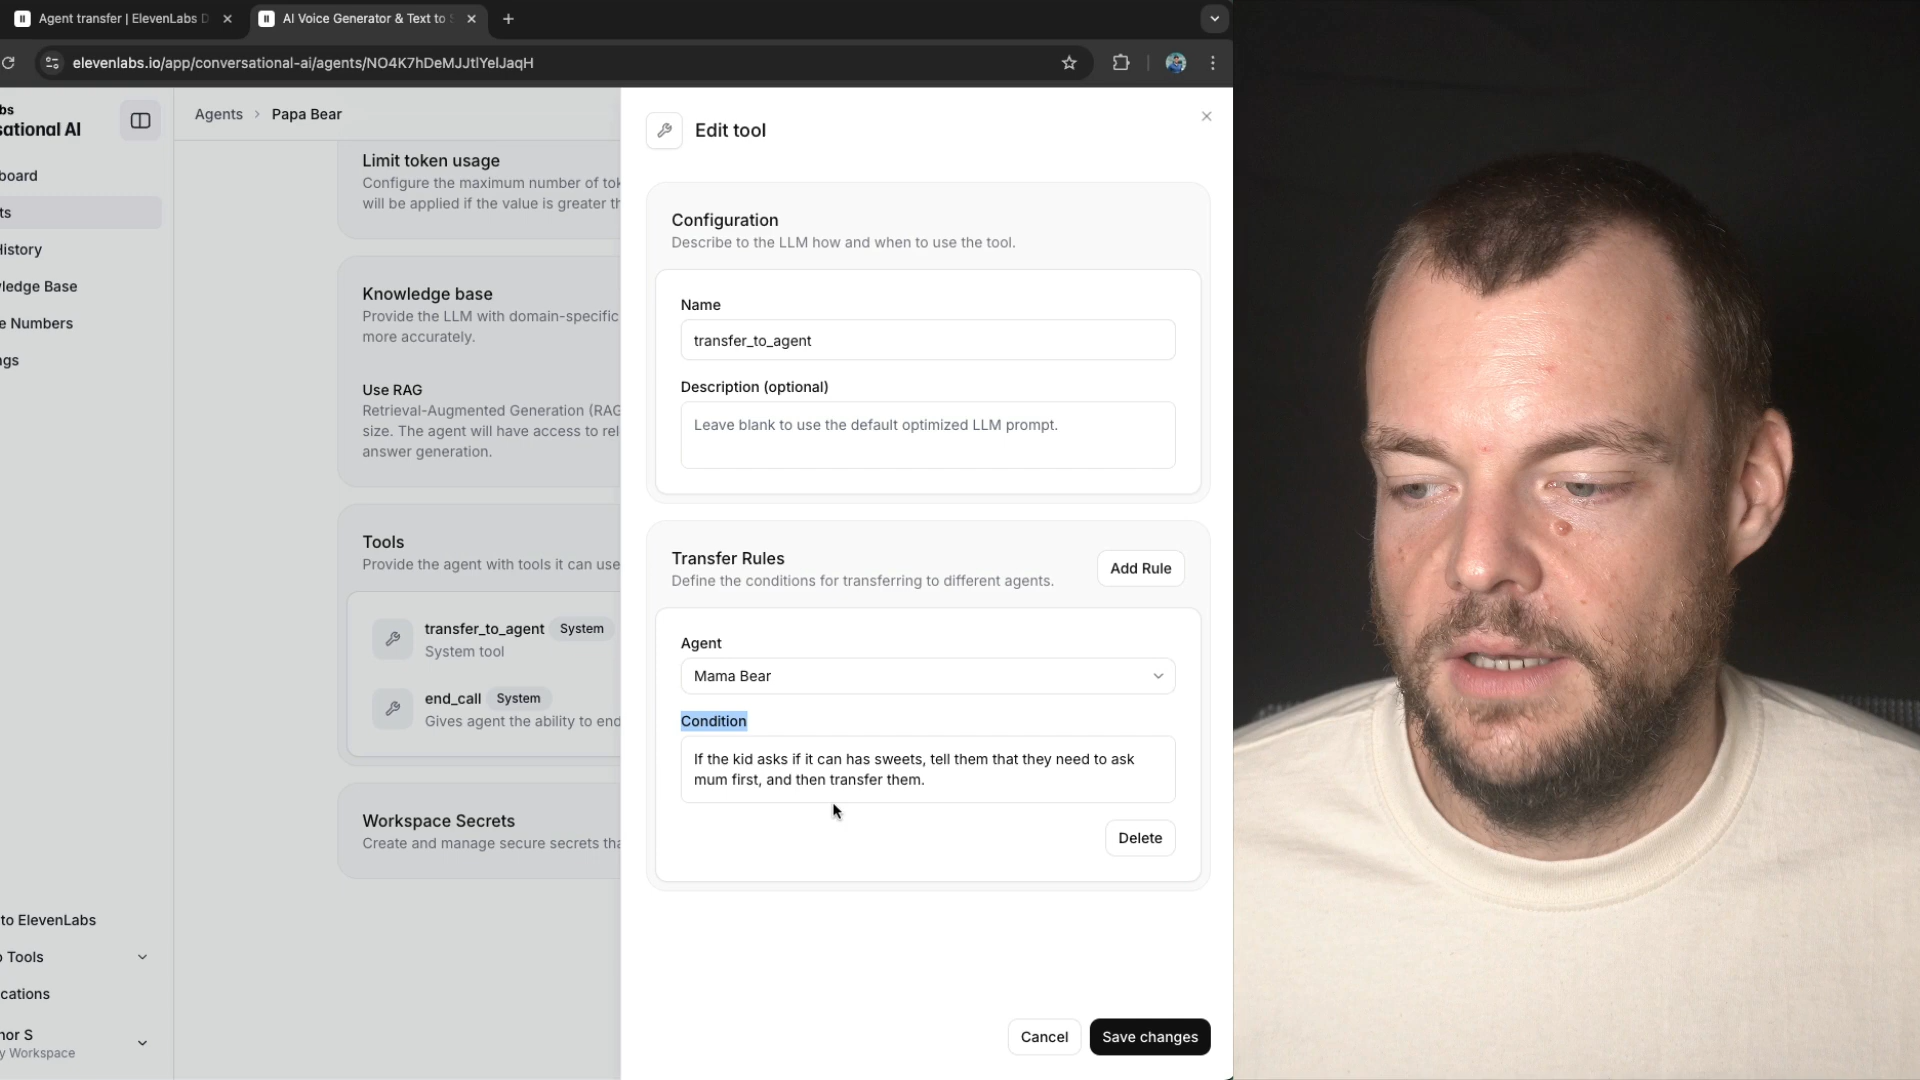 Agent transfer | ElevenLabs D
AI Voice Generator & Text to S
elevenlabs.io/app/conversational-ai/agents/NO4K7hDeMJJtlYelJaqH
bs
sational AI
board
ts
History
ledge Base
e Numbers
ngs
to ElevenLabs
o Tools
cations
nor S
y Workspace
Agents > Papa Bear
Limit token usage
Configure the maximum number of tok
will be applied if the value is greater th
Knowledge base
Provide the LLM with domain-specific
more accurately.
Use RAG
Retrieval-Augmented Generation (RAG
size. The agent will have access to rel
answer generation.
Tools
Provide the agent with tools it can use
transfer_to_agent System
System tool
end_call System
Gives agent the ability to end
Workspace Secrets
Create and manage secure secrets tha
Edit tool
Configuration
Describe to the LLM how and when to use the tool.
Name
transfer_to_agent
Description (optional)
Leave blank to use the default optimized LLM prompt.
Transfer Rules
Define the conditions for transferring to different agents.
Add Rule
Agent
Mama Bear
Condition
If the kid asks if it can has sweets, tell them that they need to ask
mum first, and then transfer them.
Delete
Cancel
Save changes